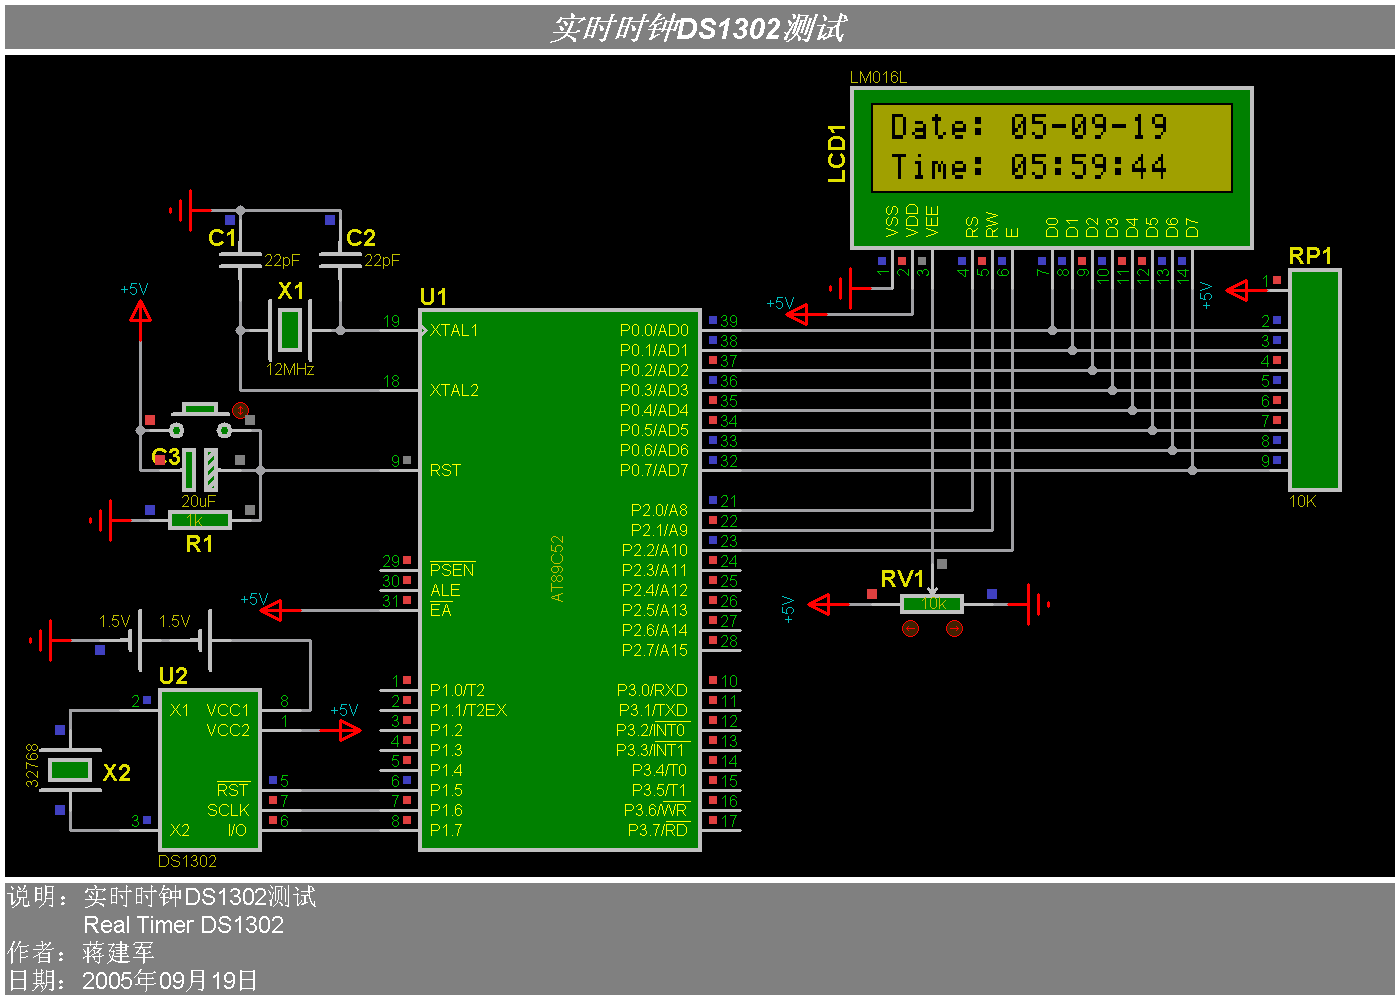 实时时钟DS1302测试
LM016L
LCD1
Date: 05-09-19
Time: 05:59:44
VSS VDD VEE RS RW E D0 D1 D2 D3 D4 D5 D6 D7
1 2 3 4 5 6 7 8 9 10 11 12 13 14
+5V
+5V
RP1
1
2
3
4
5
6
7
8
9
10K
C1
22pF
C2
22pF
X1
12MHz
+5V
C3
20uF
1k
R1
U1
AT89C52
19 XTAL1
18 XTAL2
9 RST
29 PSEN
30 ALE
31 EA
+5V
1 P1.0/T2
2 P1.1/T2EX
3 P1.2
4 P1.3
5 P1.4
6 P1.5
7 P1.6
8 P1.7
P0.0/AD0 39
P0.1/AD1 38
P0.2/AD2 37
P0.3/AD3 36
P0.4/AD4 35
P0.5/AD5 34
P0.6/AD6 33
P0.7/AD7 32
P2.0/A8 21
P2.1/A9 22
P2.2/A10 23
P2.3/A11 24
P2.4/A12 25
P2.5/A13 26
P2.6/A14 27
P2.7/A15 28
P3.0/RXD 10
P3.1/TXD 11
P3.2/INT0 12
P3.3/INT1 13
P3.4/T0 14
P3.5/T1 15
P3.6/WR 16
P3.7/RD 17
RV1
+5V
10k
1.5V 1.5V
U2
2 X1 VCC1 8
VCC2 1
+5V
RST 5
SCLK 7
3 X2 I/O 6
DS1302
32768
X2
说明：实时时钟DS1302测试
Real Timer DS1302
作者：蒋建军
日期：2005年09月19日